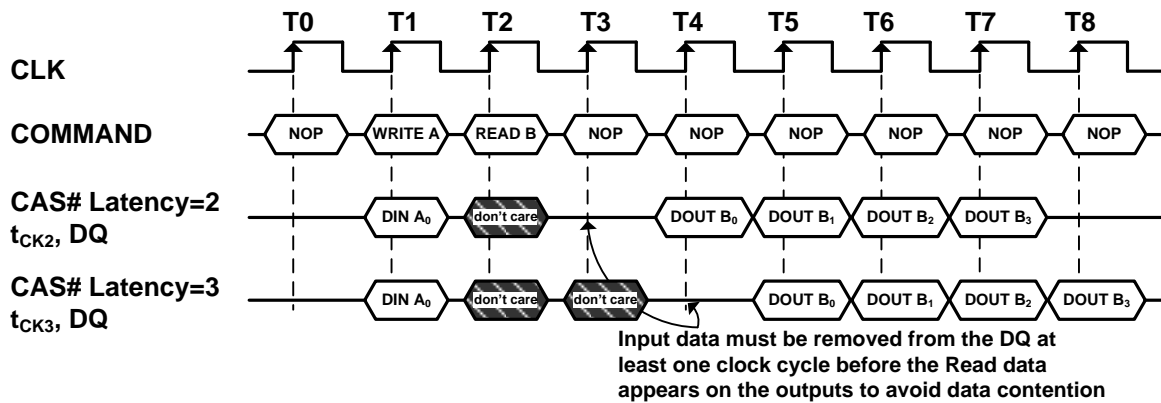 T0 T1 T2 T3 T4 T5 T6 T7 T8
CLK
COMMAND NOP WRITE A READ B NOP NOP NOP NOP NOP NOP
CAS# Latency=2
tCK2, DQ DIN A0 don't care DOUT B0 DOUT B1 DOUT B2 DOUT B3
CAS# Latency=3
tCK3, DQ DIN A0 don't care don't care DOUT B0 DOUT B1 DOUT B2 DOUT B3
Input data must be removed from the DQ at
least one clock cycle before the Read data
appears on the outputs to avoid data contention